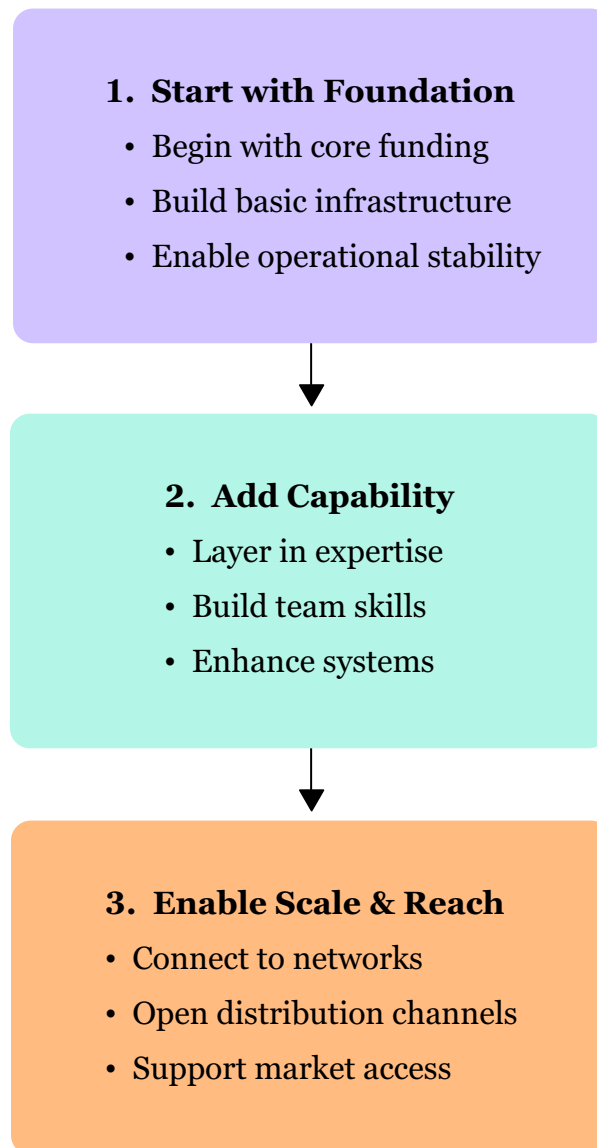 1. Start with Foundation
• Begin with core funding
• Build basic infrastructure
• Enable operational stability
2. Add Capability
• Layer in expertise
• Build team skills
• Enhance systems
3. Enable Scale & Reach
• Connect to networks
• Open distribution channels
• Support market access